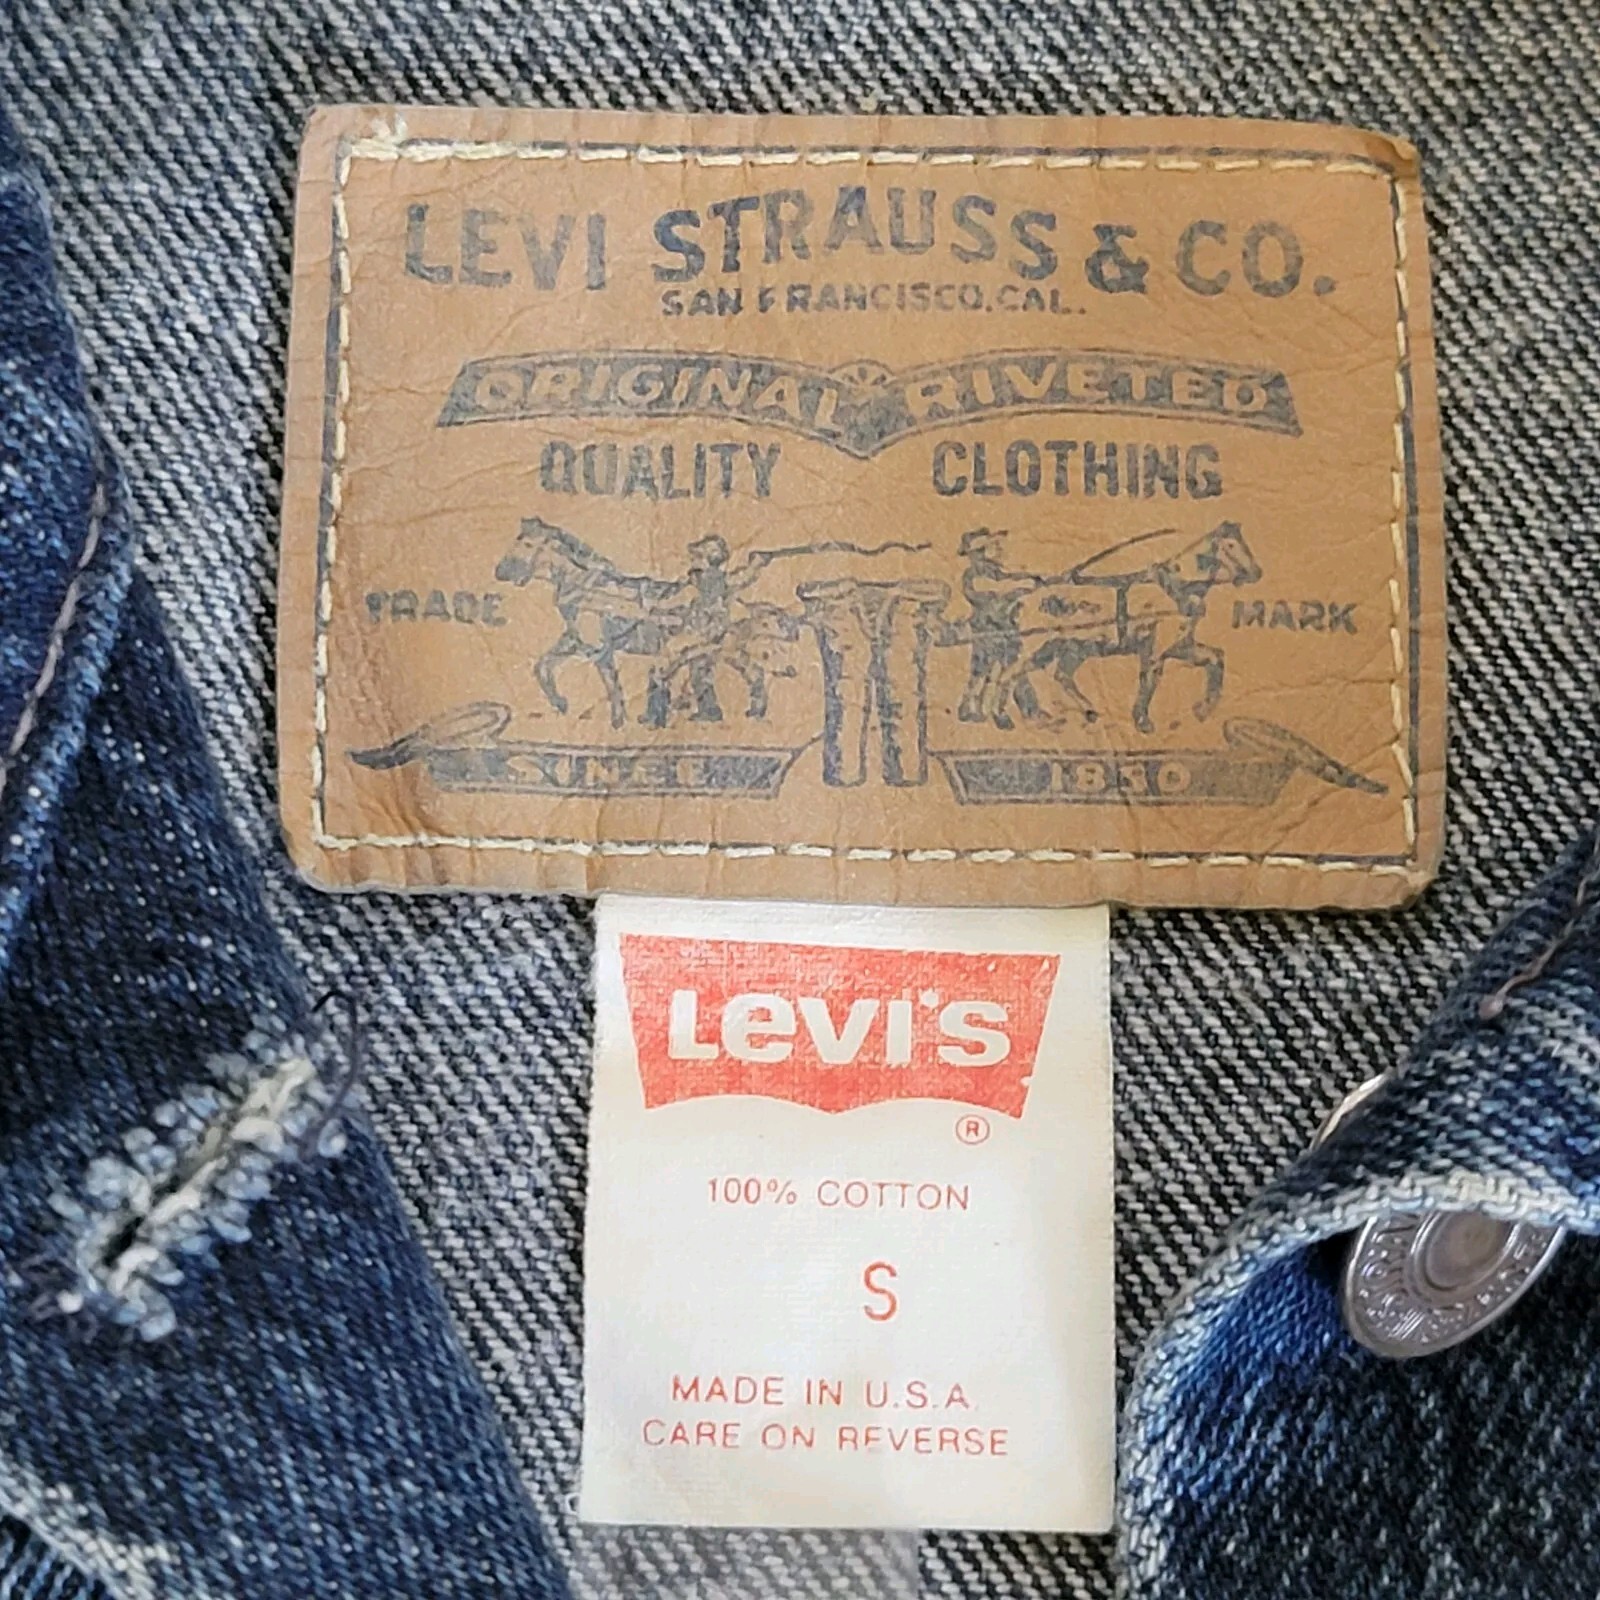 LEVI STRAUSS & CO.
SAN FRANCISCO.CAL.
ORIGINAL RIVETED
QUALITY CLOTHING
TRADE MARK
SINCE 1850
Levi's
®
100% COTTON
S
MADE IN U.S.A.
CARE ON REVERSE